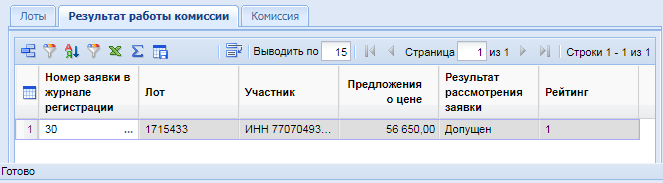 Лоты Результат работы комиссии Комиссия
Выводить по 15 Страница 1 из 1 Строки 1 - 1 из 1
Номер заявки в журнале регистрации Лот Участник Предложения о цене Результат рассмотрения заявки Рейтинг
1 30 ... 1715433 ИНН 77070493... 56 650,00 Допущен 1
Готово